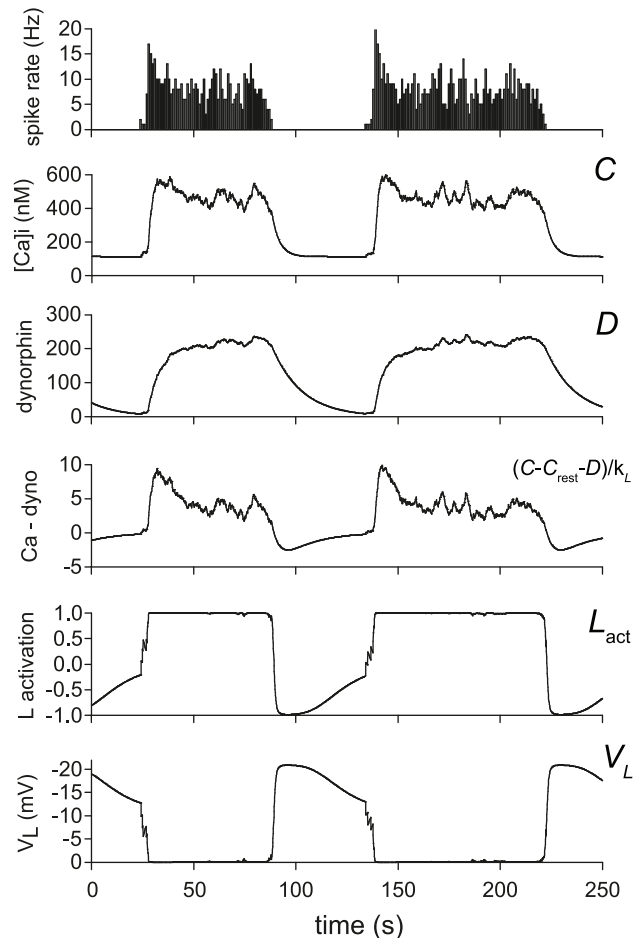 spike rate (Hz)
20
15
10
5
0
C
[Ca]i (nM)
600
400
200
0
D
dynorphin
300
200
100
0
(C-Crest-D)/kL
Ca - dyno
10
5
0
-5
Lact
L activation
1.0
0.5
0.0
-0.5
-1.0
VL
VL (mV)
-20
-15
-10
-5
0
0 50 100 150 200 250
time (s)